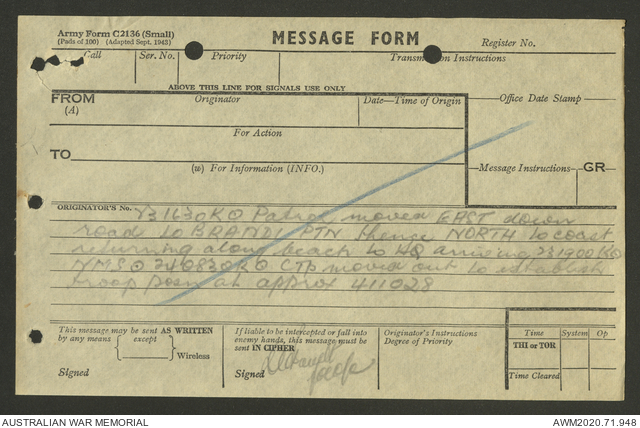 Army Form C2136 (Small)
(Pads of 100) (Adapted Sept. 1943)
MESSAGE FORM
Register No.
Call
Ser. No.
Priority
Transmission Instructions
ABOVE THIS LINE FOR SIGNALS USE ONLY
FROM
(A)
Originator
Date—Time of Origin
Office Date Stamp
For Action
TO
(w) For Information (INFO.)
Message Instructions
GR
ORIGINATOR'S No.
231630KO Patrol moved EAST down
road to BRANDI PTN thence NORTH to coast
returning along beach to HQ arriving 231900KO
NMSO 240830KO CTP moved out to establish
troop posn at approx 411028
This message may be sent AS WRITTEN
by any means
except
Wireless
Signed
If liable to be intercepted or fall into
enemy hands, this message must be
sent IN CIPHER
Signed
Originator's Instructions
Degree of Priority
Time
System
Op
THI or TOR
Time Cleared
AUSTRALIAN WAR MEMORIAL
AWM2020.71.948